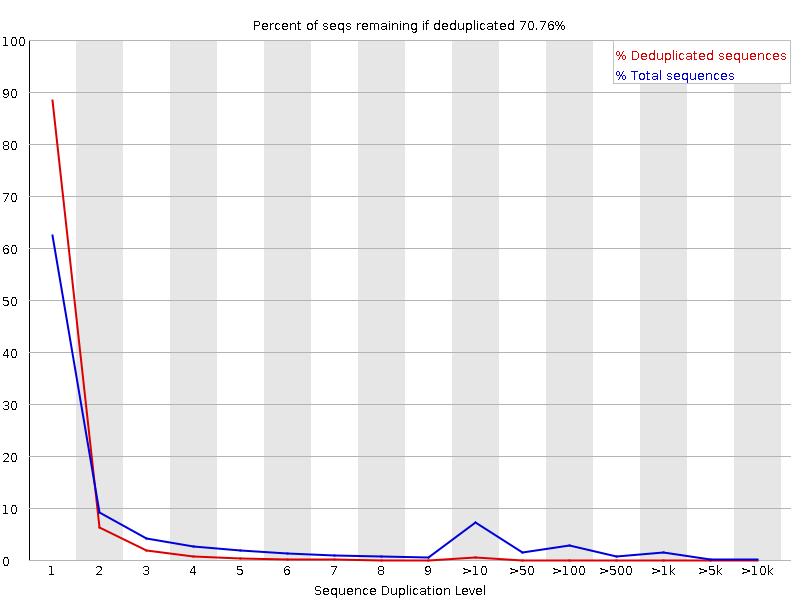 Percent of seqs remaining if deduplicated 70.76%
% Deduplicated sequences
% Total sequences
100
90
80
70
60
50
40
30
20
10
0
1 2 3 4 5 6 7 8 9 >10 >50 >100 >500 >1k >5k >10k
Sequence Duplication Level